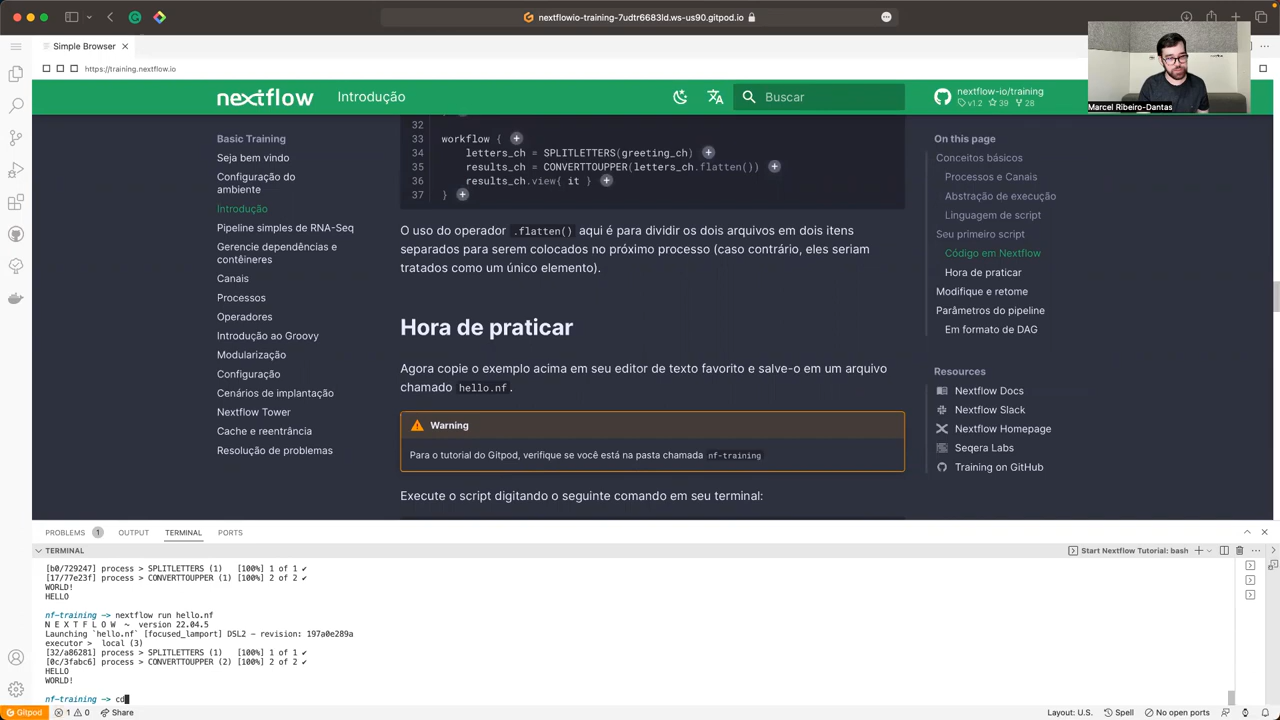 nextflowio-training-7udtr6683ld.ws-us90.gitpod.io
Simple Browser
https://training.nextflow.io
nextflow
Introdução
Buscar
nextflow-io/training
v1.2 39 28
Marcel Ribeiro-Dantas
Basic Training
Seja bem vindo
Configuração do
ambiente
Introdução
Pipeline simples de RNA-Seq
Gerencie dependências e
contêineres
Canais
Processos
Operadores
Introdução ao Groovy
Modularização
Configuração
Cenários de implantação
Nextflow Tower
Cache e reentrância
Resolução de problemas
32 }
33 workflow {
34 letters_ch = SPLITLETTERS(greeting_ch)
35 results_ch = CONVERTTOUPPER(letters_ch.flatten())
36 results_ch.view{ it }
37 }
O uso do operador .flatten() aqui é para dividir os dois arquivos em dois itens
separados para serem colocados no próximo processo (caso contrário, eles seriam
tratados como um único elemento).
Hora de praticar
Agora copie o exemplo acima em seu editor de texto favorito e salve-o em um arquivo
chamado hello.nf.
Warning
Para o tutorial do Gitpod, verifique se você está na pasta chamada nf-training
Execute o script digitando o seguinte comando em seu terminal:
On this page
Conceitos básicos
Processos e Canais
Abstração de execução
Linguagem de script
Seu primeiro script
Código em Nextflow
Hora de praticar
Modifique e retome
Parâmetros do pipeline
Em formato de DAG
Resources
Nextflow Docs
Nextflow Slack
Nextflow Homepage
Seqera Labs
Training on GitHub
PROBLEMS 1 OUTPUT TERMINAL PORTS
TERMINAL
Start Nextflow Tutorial: bash
[b0/729247] process > SPLITLETTERS (1) [100%] 1 of 1 ✔
[17/77e23f] process > CONVERTTOUPPER (1) [100%] 2 of 2 ✔
WORLD!
HELLO
nf-training -> nextflow run hello.nf
N E X T F L O W ~ version 22.04.5
Launching `hello.nf` [focused_lamport] DSL2 - revision: 197a0e289a
executor > local (3)
[32/a86281] process > SPLITLETTERS (1) [100%] 1 of 1 ✔
[0c/3fabc6] process > CONVERTTOUPPER (2) [100%] 2 of 2 ✔
HELLO
WORLD!
nf-training -> cd
Gitpod 1 0 Share
Layout: U.S. Spell No open ports